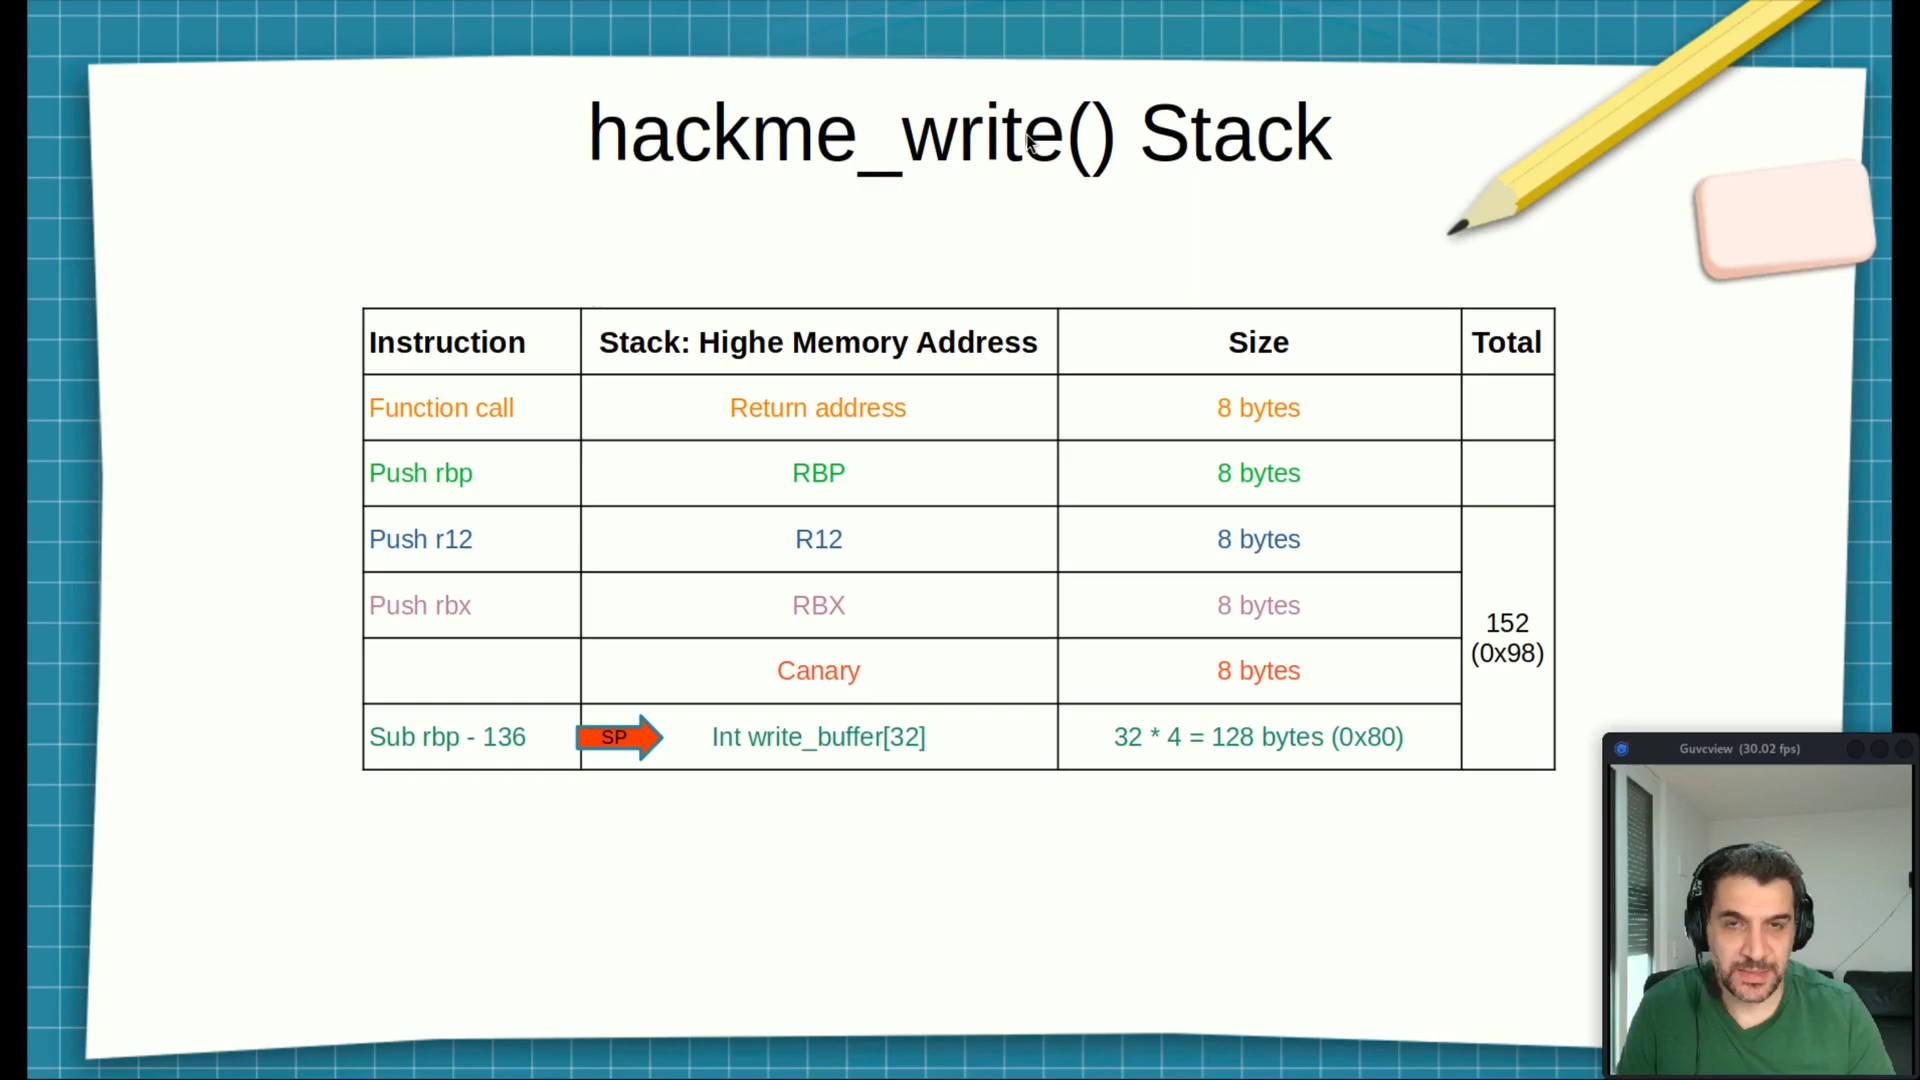 hackme_write() Stack
Instruction Stack: Highe Memory Address Size Total
Function call Return address 8 bytes
Push rbp RBP 8 bytes
Push r12 R12 8 bytes
Push rbx RBX 8 bytes
152
(0x98)
Canary 8 bytes
Sub rbp - 136 SP Int write_buffer[32] 32 * 4 = 128 bytes (0x80)
Guvcview (30.02 fps)